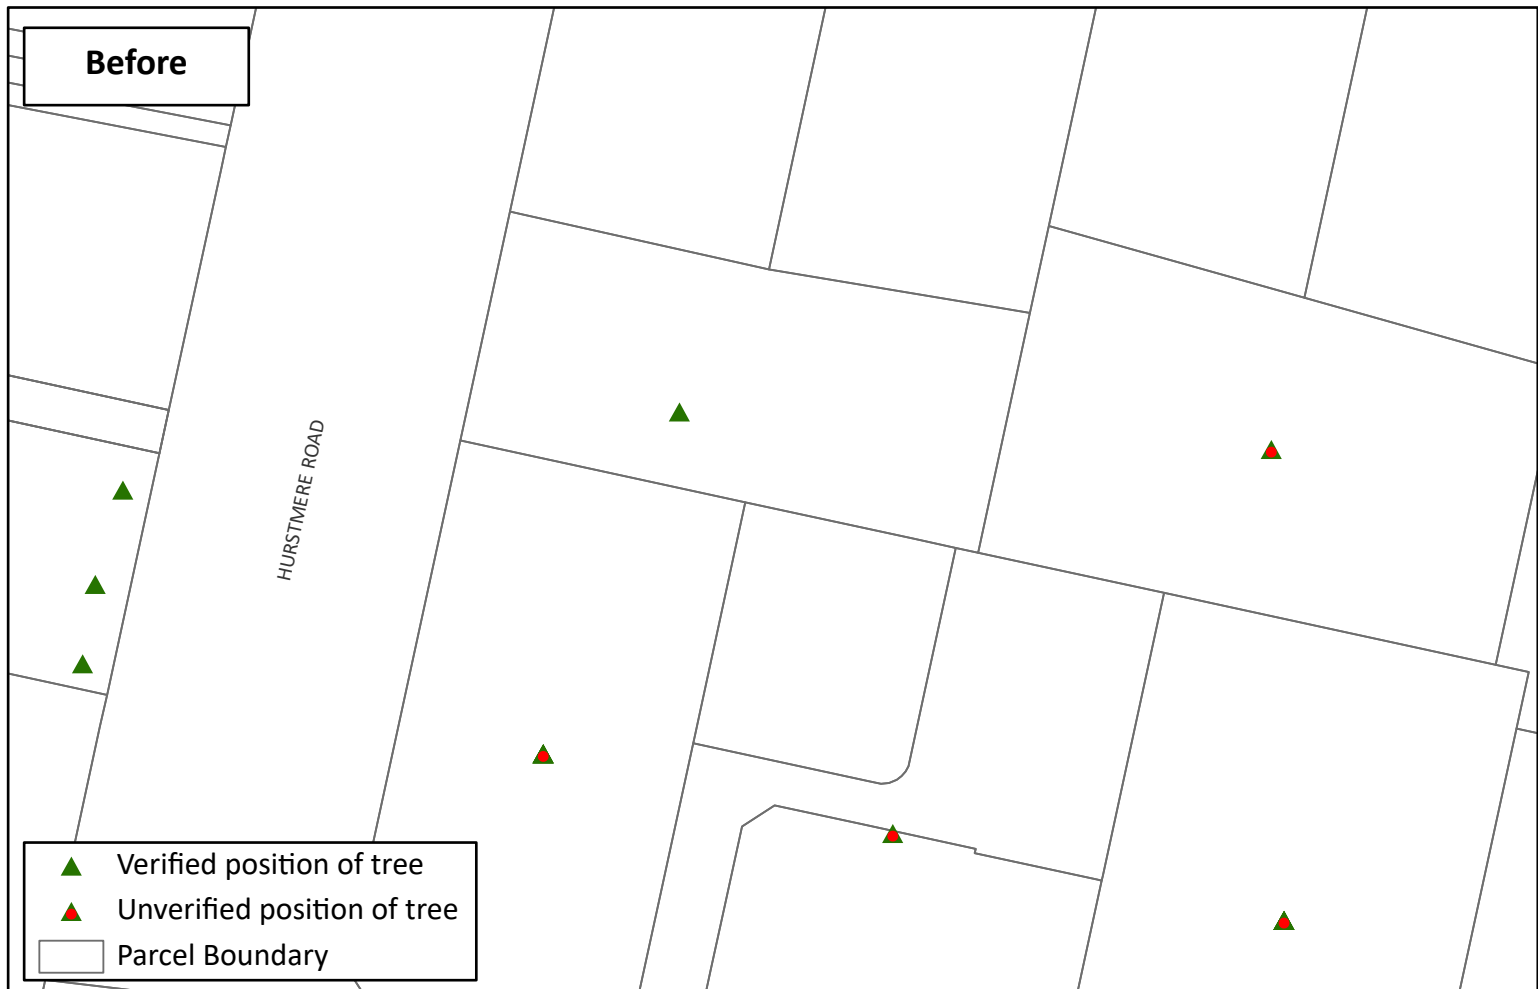 Before
HURSTMERE ROAD
Verified position of tree
Unverified position of tree
Parcel Boundary